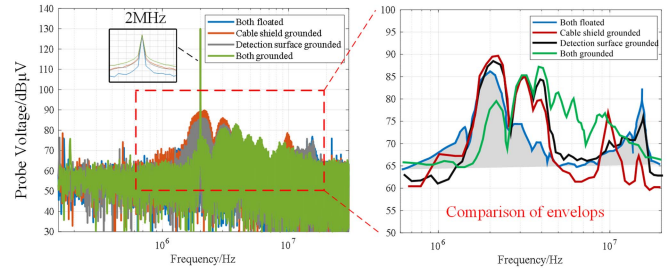 2MHz
Both floated
Cable shield grounded
Detection surface grounded
Both grounded
140
130
120
110
100
90
80
70
60
50
40
30
Probe Voltage/dBμV
10^6
10^7
Frequency/Hz
Both floated
Cable shield grounded
Detection surface grounded
Both grounded
100
95
90
85
80
75
70
65
60
55
50
Comparison of envelops
10^6
10^7
Frequency/Hz